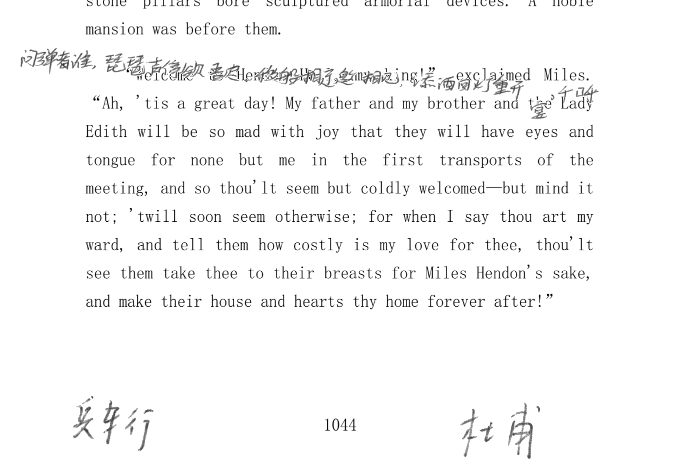 stone pillars bore sculptured armorial devices. A noble
mansion was before them.
问弹者谁,琵琶声停欲语迟,移船相近邀相见,添酒回灯重开宴,千呼
“Welcome to Hendon Hall, my king!” exclaimed Miles.
“Ah, 'tis a great day! My father and my brother and the Lady
Edith will be so mad with joy that they will have eyes and
tongue for none but me in the first transports of the
meeting, and so thou'lt seem but coldly welcomed—but mind it
not; 'twill soon seem otherwise; for when I say thou art my
ward, and tell them how costly is my love for thee, thou'lt
see them take thee to their breasts for Miles Hendon's sake,
and make their house and hearts thy home forever after!”
兵车行 1044 杜甫